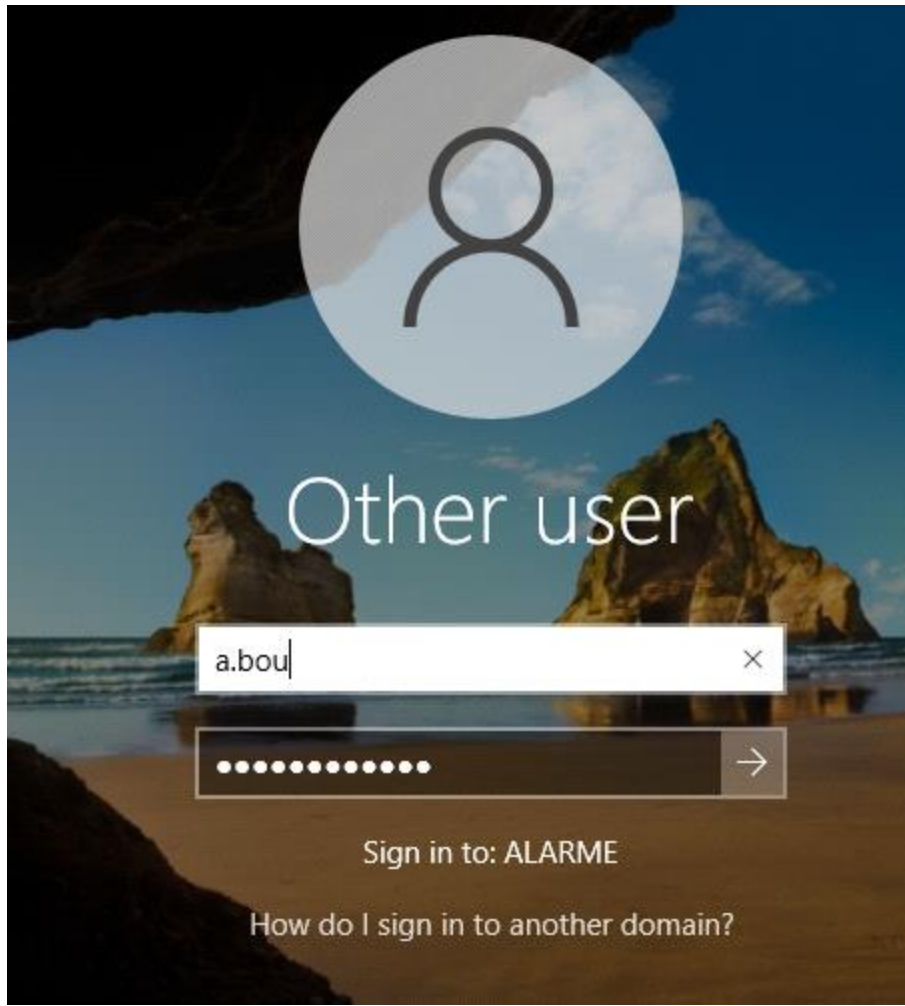 Other user
a.bou
●●●●●●●●●●●●
Sign in to: ALARME
How do I sign in to another domain?